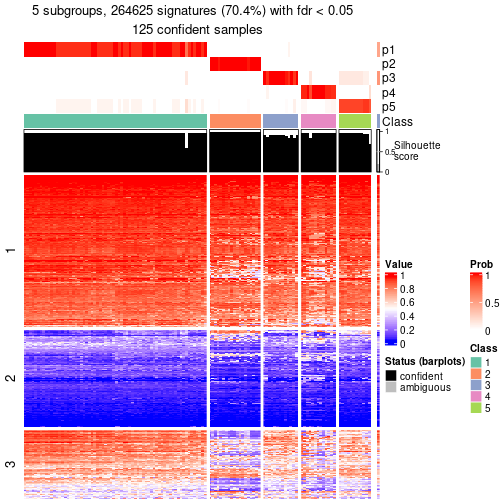 5 subgroups, 264625 signatures (70.4%) with fdr < 0.05
125 confident samples
p1
p2
p3
p4
p5
Class
1
0.5
0
Silhouette
score
1
2
3
Value
1
0.8
0.6
0.4
0.2
0
Prob
1
0.5
0
Status (barplots)
confident
ambiguous
Class
1
2
3
4
5